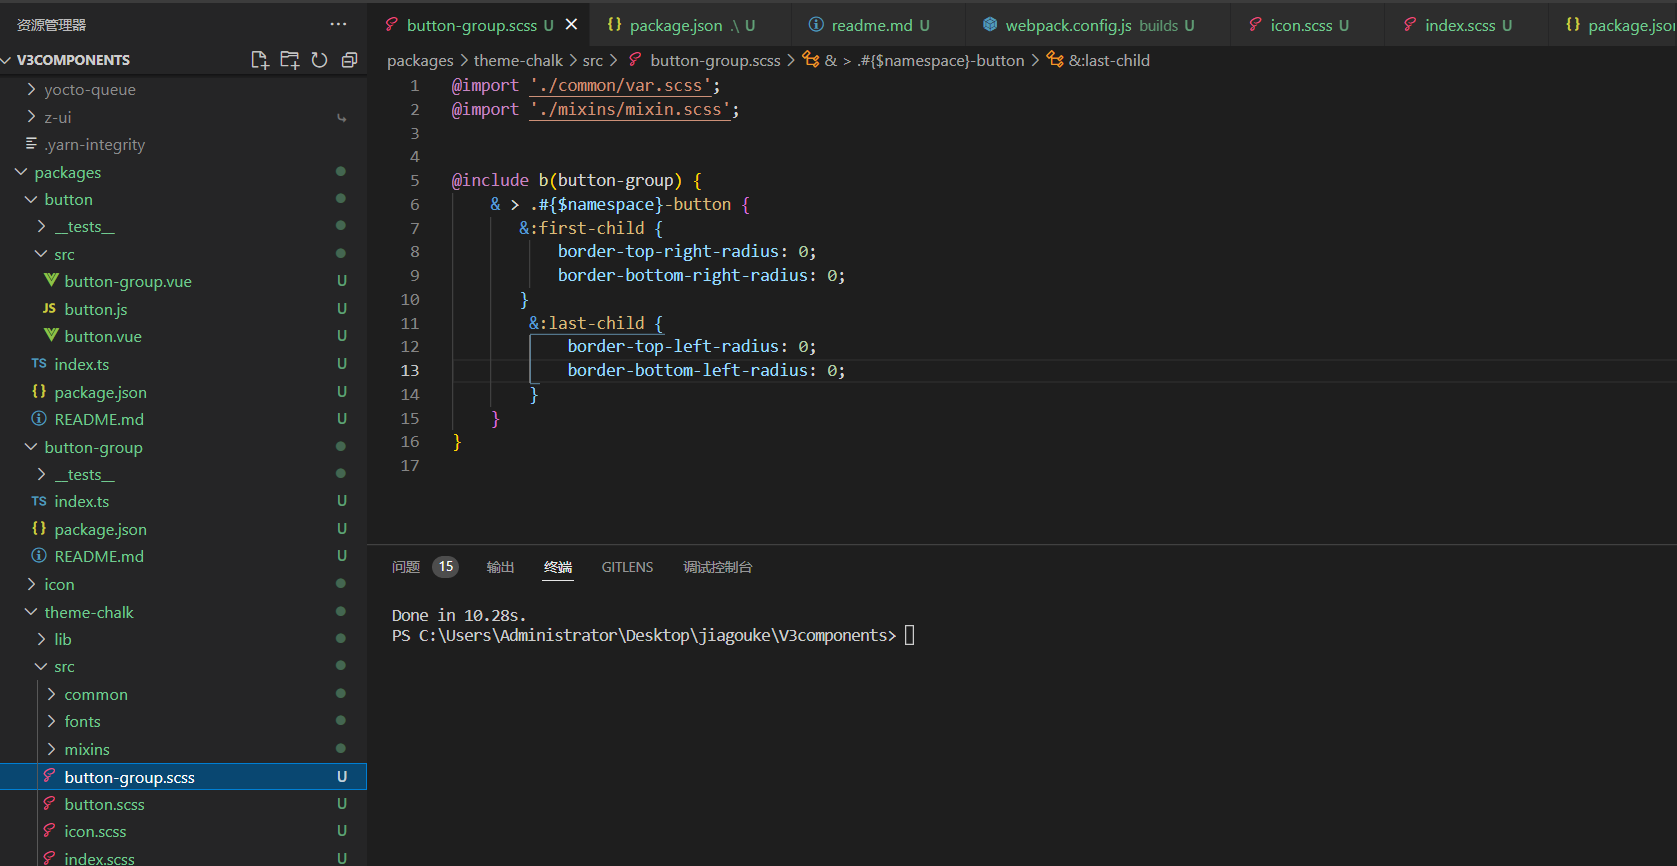 资源管理器 ···
V3COMPONENTS
yocto-queue
z-ui
.yarn-integrity
packages
button
__tests__
src
button-group.vue U
JS button.js U
button.vue U
TS index.ts U
{} package.json U
README.md U
button-group
__tests__
TS index.ts U
{} package.json U
README.md U
icon
theme-chalk
lib
src
common
fonts
mixins
button-group.scss U
button.scss U
icon.scss U
index.scss U
button-group.scss U {} package.json .\ U readme.md U webpack.config.js builds U icon.scss U index.scss U {} package.json
packages > theme-chalk > src > button-group.scss > & > .#{$namespace}-button > &:last-child
1 @import './common/var.scss';
2 @import './mixins/mixin.scss';
3
4
5 @include b(button-group) {
6 & > .#{$namespace}-button {
7 &:first-child {
8 border-top-right-radius: 0;
9 border-bottom-right-radius: 0;
10 }
11 &:last-child {
12 border-top-left-radius: 0;
13 border-bottom-left-radius: 0;
14 }
15 }
16 }
17
问题 15 输出 终端 GITLENS 调试控制台
Done in 10.28s.
PS C:\Users\Administrator\Desktop\jiagouke\V3components>